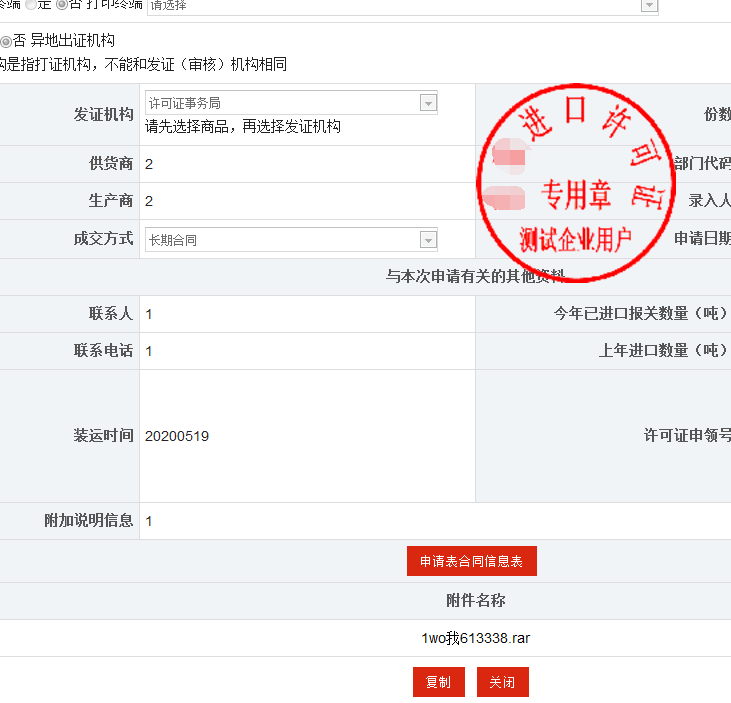 终端 是 否 打印终端 请选择
否 异地出证机构
构是指打证机构，不能和发证（审核）机构相同
发证机构 许可证事务局 份数
请先选择商品，再选择发证机构
供货商 2 部门代码
生产商 2 录入人
成交方式 长期合同 申请日期
进口许可证
专用章
测试企业用户
与本次申请有关的其他资料
联系人 1 今年已进口报关数量（吨）
联系电话 1 上年进口数量（吨）
装运时间 20200519 许可证申领号
附加说明信息 1
申请表合同信息表
附件名称
1wo我613338.rar
复制 关闭